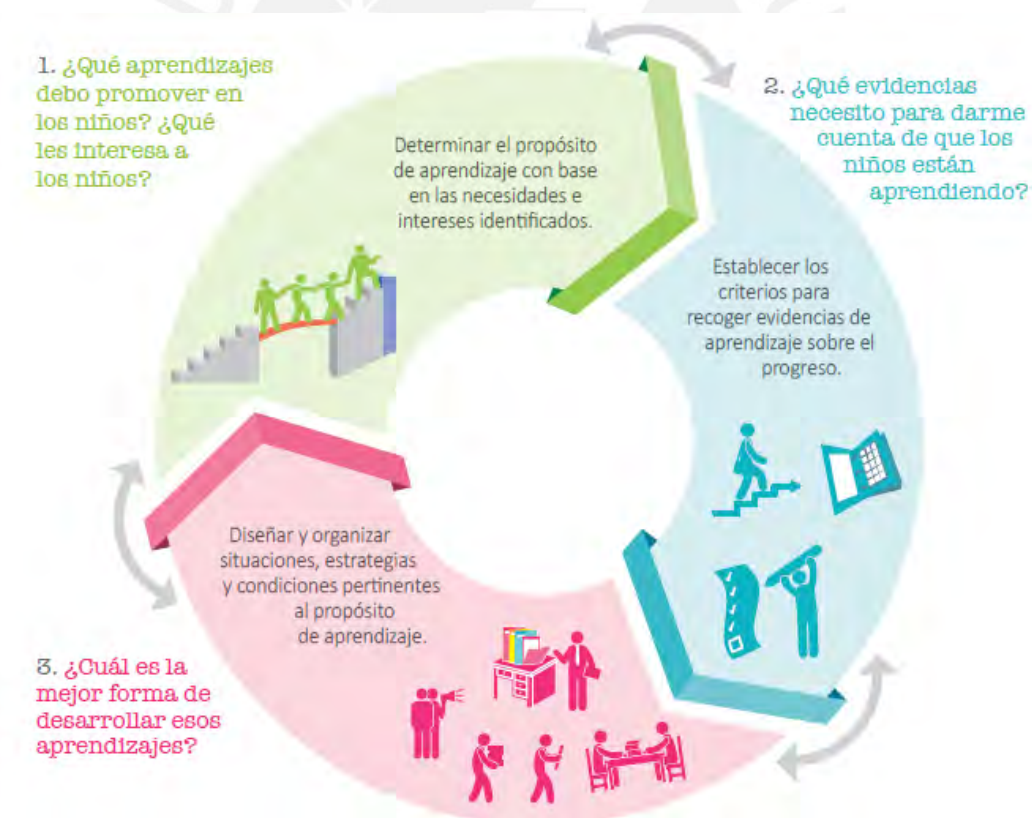 1. ¿Qué aprendizajes
debo promover en
los niños? ¿Qué
les interesa a
los niños?
Determinar el propósito
de aprendizaje con base
en las necesidades e
intereses identificados.
2. ¿Qué evidencias
necesito para darme
cuenta de que los
niños están
aprendiendo?
Establecer los
criterios para
recoger evidencias de
aprendizaje sobre el
progreso.
Diseñar y organizar
situaciones, estrategias
y condiciones pertinentes
al propósito
de aprendizaje.
3. ¿Cuál es la
mejor forma de
desarrollar esos
aprendizajes?